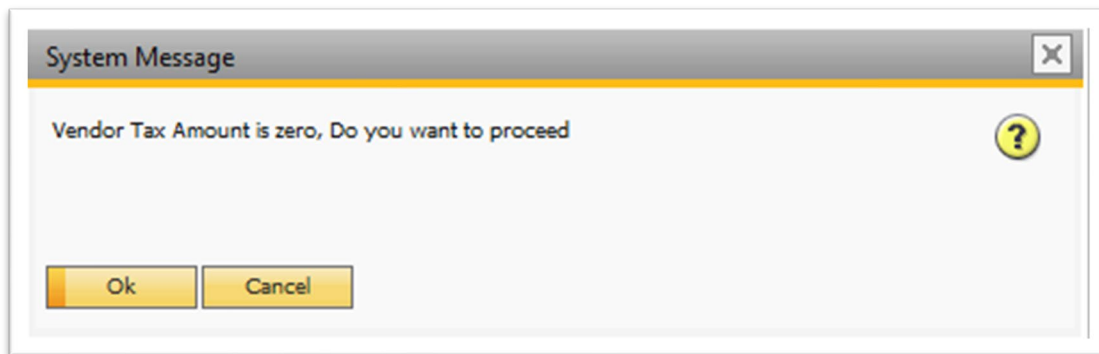 System Message
Vendor Tax Amount is zero, Do you want to proceed
?
Ok
Cancel